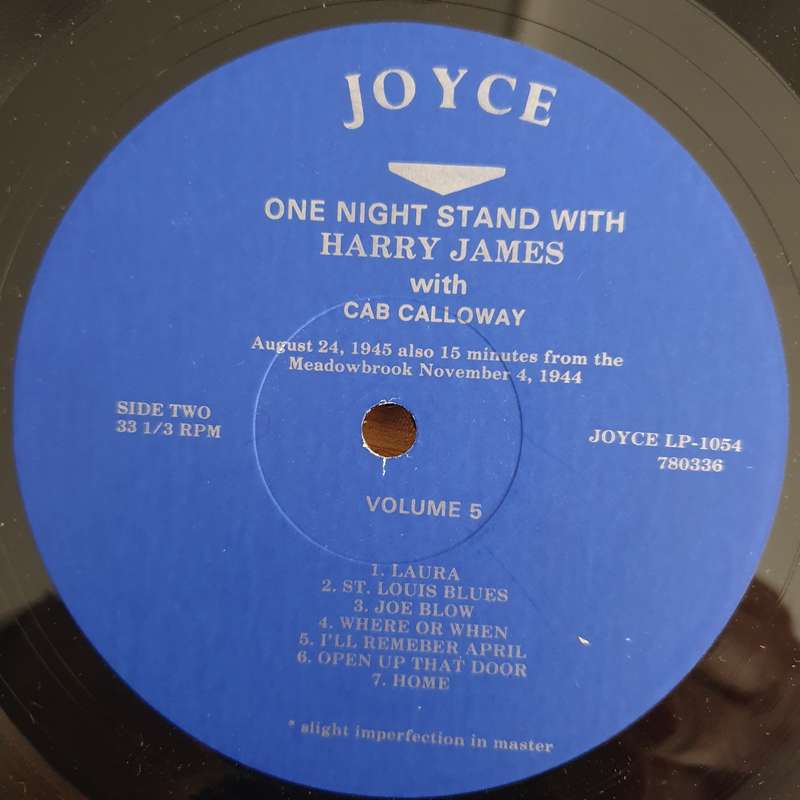 JOYCE
ONE NIGHT STAND WITH
HARRY JAMES
with
CAB CALLOWAY
August 24, 1945 also 15 minutes from the
Meadowbrook November 4, 1944
SIDE TWO
33 1/3 RPM
JOYCE LP-1054
780336
VOLUME 5
1. LAURA
2. ST. LOUIS BLUES
3. JOE BLOW
4. WHERE OR WHEN
5. I'LL REMEBER APRIL
6. OPEN UP THAT DOOR
7. HOME
* slight imperfection in master